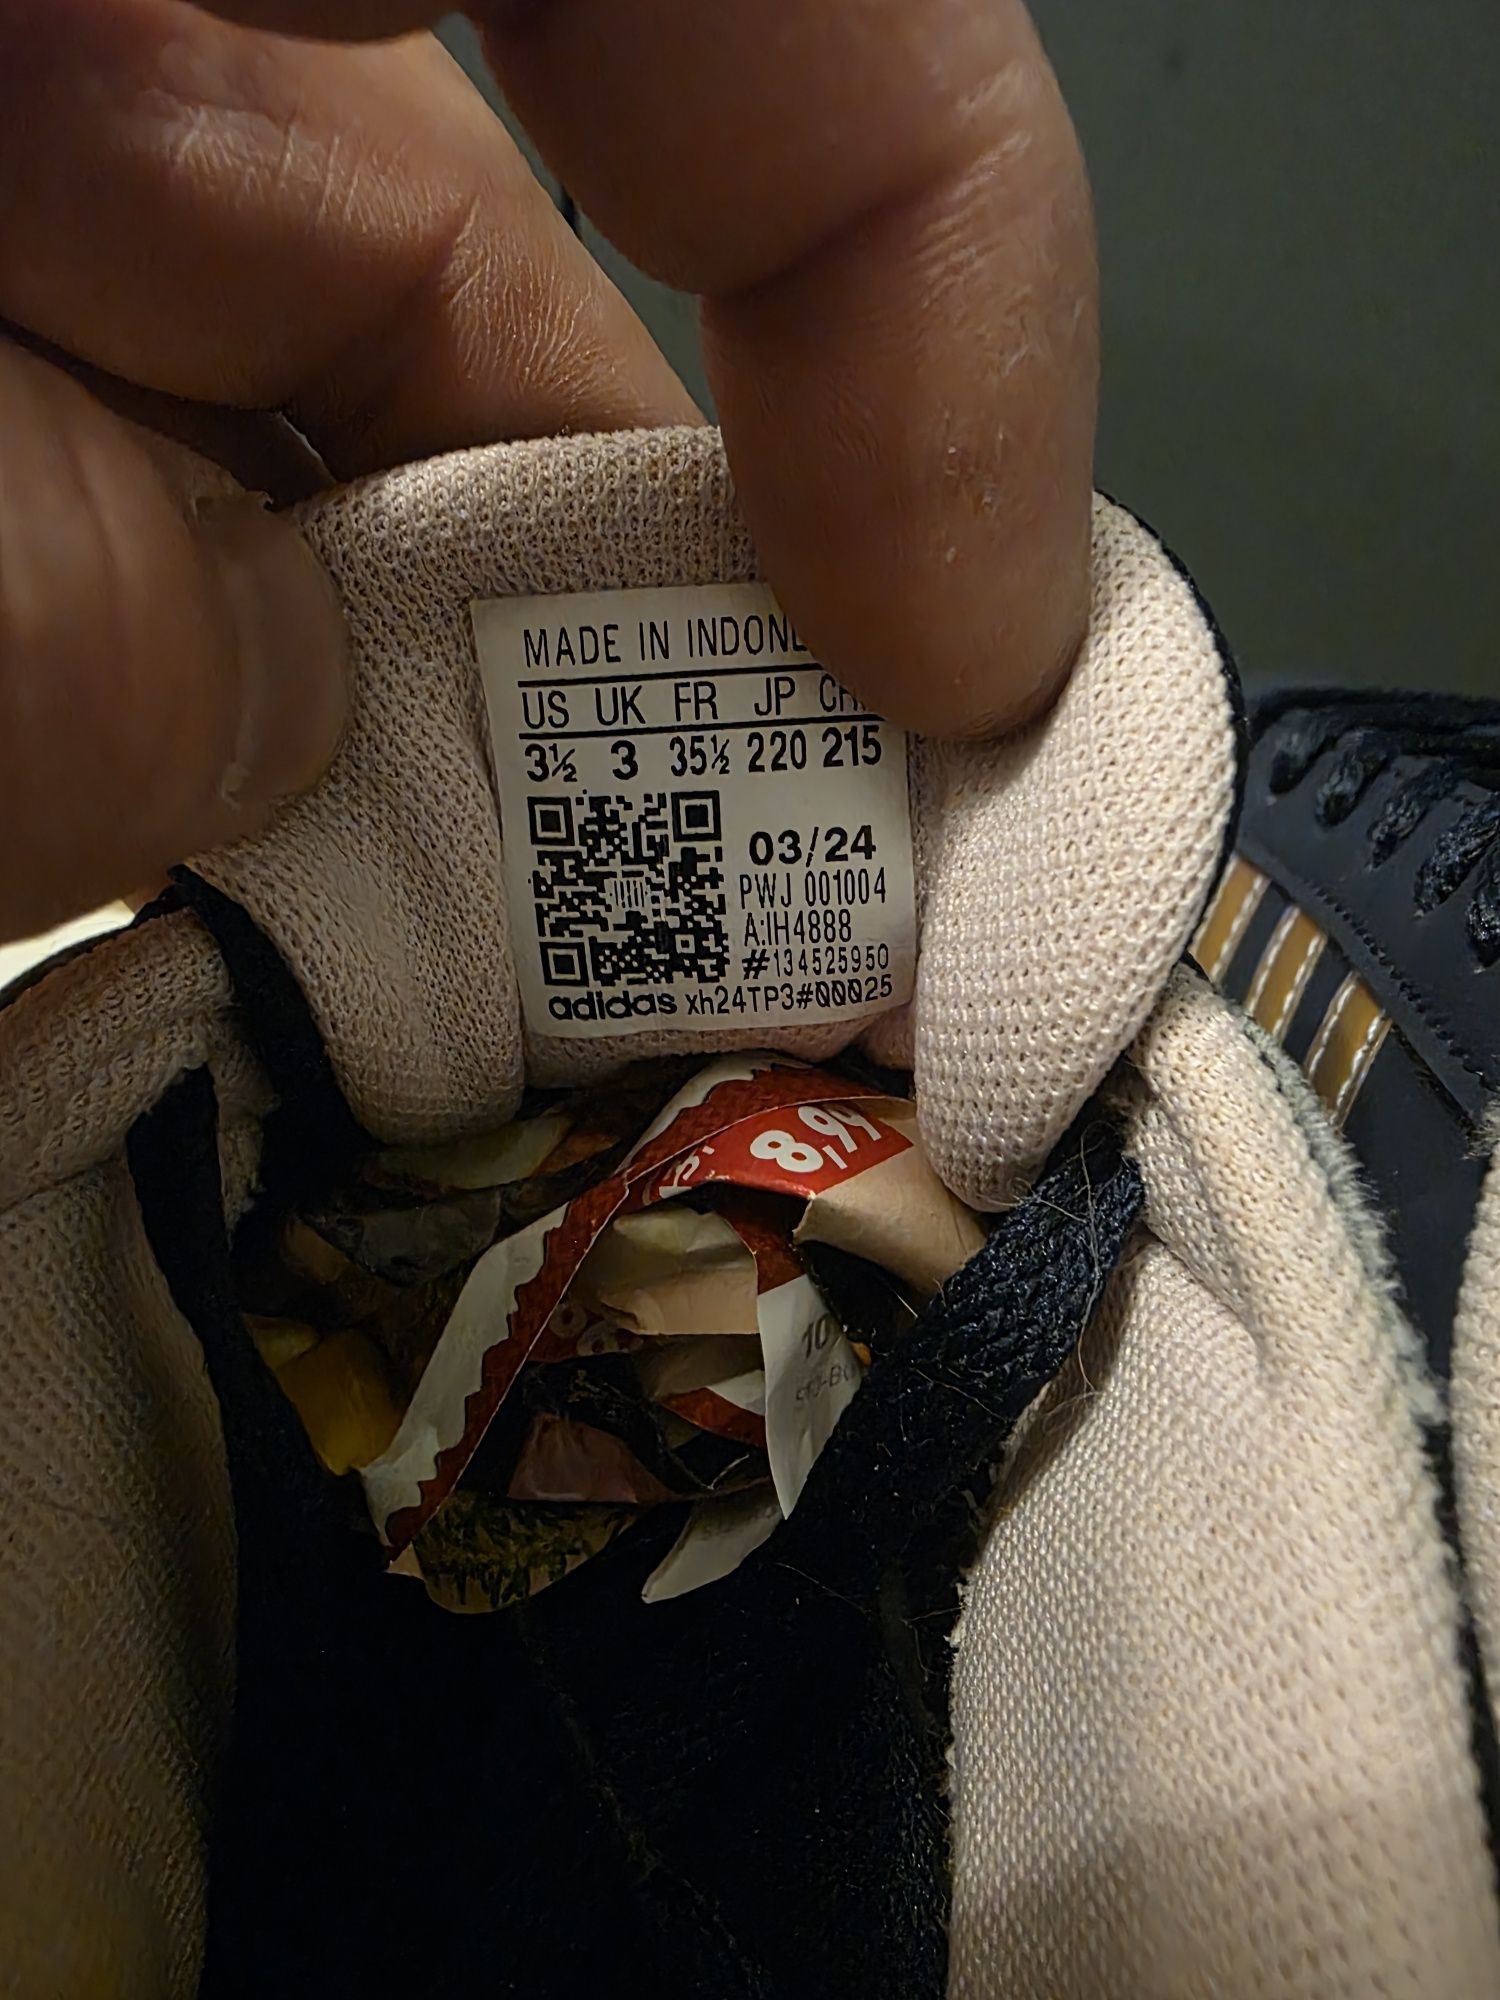 MADE IN INDONE
US UK FR JP CH
3½ 3 35½ 220 215
03/24
PWJ 001004
A:IH4888
#134525950
adidas xh24TP3#00025
8,99
10